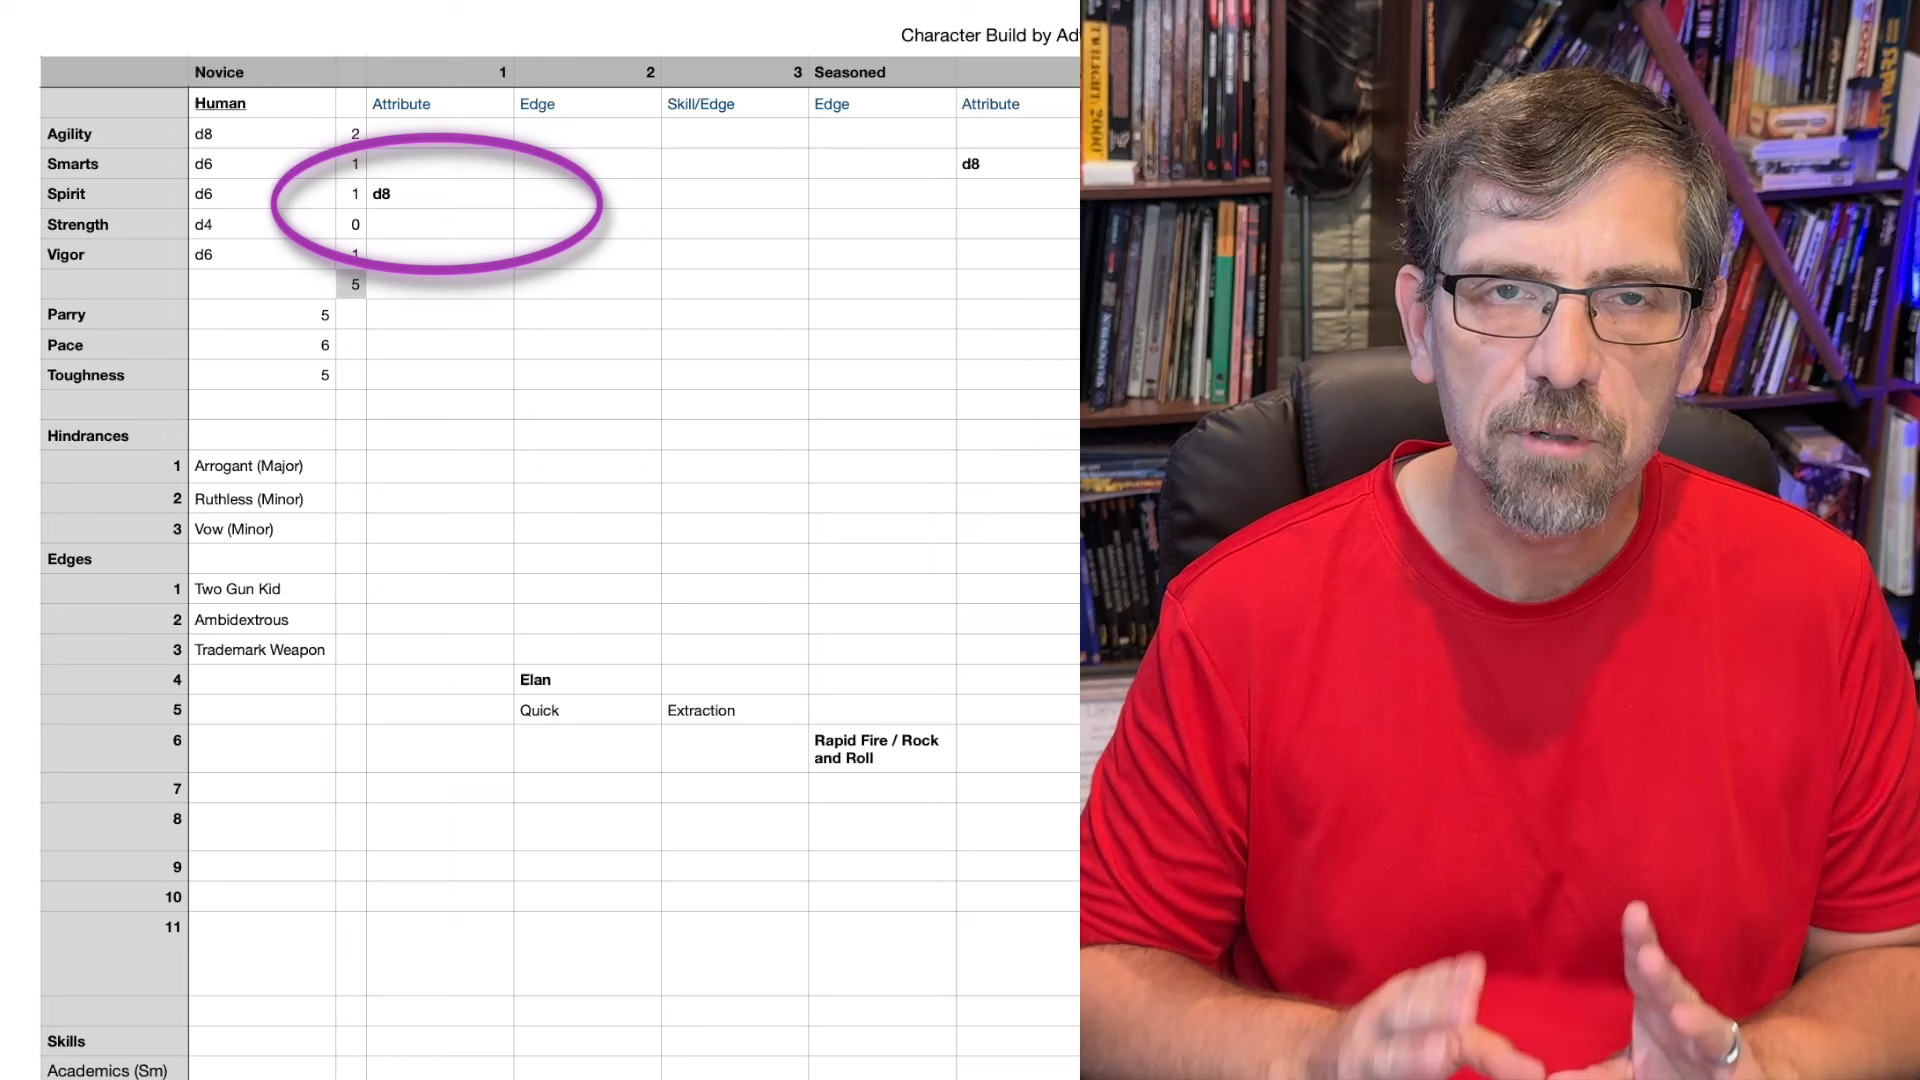 Character Build by Ad
Novice 1 2 3 Seasoned
Human Attribute Edge Skill/Edge Edge Attribute
Agility d8 2
Smarts d6 1 d8
Spirit d6 1 d8
Strength d4 0
Vigor d6 1
5
Parry 5
Pace 6
Toughness 5
Hindrances
1 Arrogant (Major)
2 Ruthless (Minor)
3 Vow (Minor)
Edges
1 Two Gun Kid
2 Ambidextrous
3 Trademark Weapon
4 Elan
5 Quick Extraction
6 Rapid Fire / Rock
and Roll
7
8
9
10
11
Skills
Academics (Sm)
TWILIGHT: 2000
SHADOWRUN